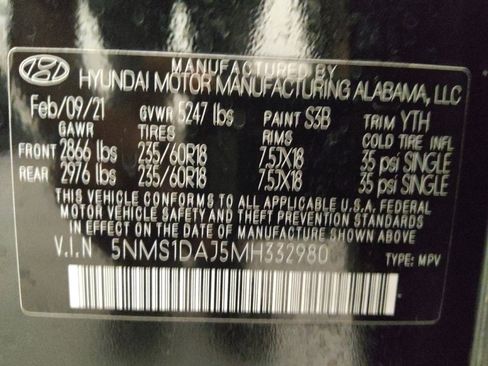 MANUFACTURED BY
HYUNDAI MOTOR MANUFACTURING ALABAMA, LLC
Feb/09/21 GVWR 5247 lbs PAINT S3B TRIM YTH
GAWR TIRES RIMS COLD TIRE INFL
FRONT 2866 lbs 235/60R18 7.5JX18 35 psi SINGLE
REAR 2976 lbs 235/60R18 7.5JX18 35 psi SINGLE
THIS VEHICLE CONFORMS TO ALL APPLICABLE U.S.A. FEDERAL
MOTOR VEHICLE SAFETY AND THEFT PREVENTION STANDARDS
IN EFFECT ON THE DATE OF MANUFACTURE SHOWN ABOVE.
V.I.N 5NMS1DAJ5MH332980 TYPE: MPV